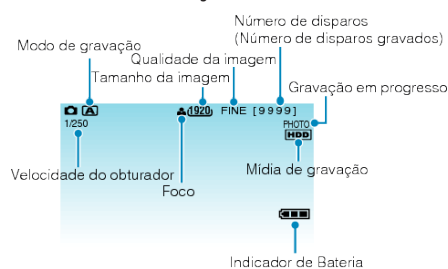 Número de disparos
(Número de disparos gravados)
Modo de gravação
Qualidade da imagem
Tamanho da imagem
Gravação em progresso
A 1920 FINE [9999]
1/250
PHOTO
HDD
Velocidade do obturador
Foco
Mídia de gravação
Indicador de Bateria